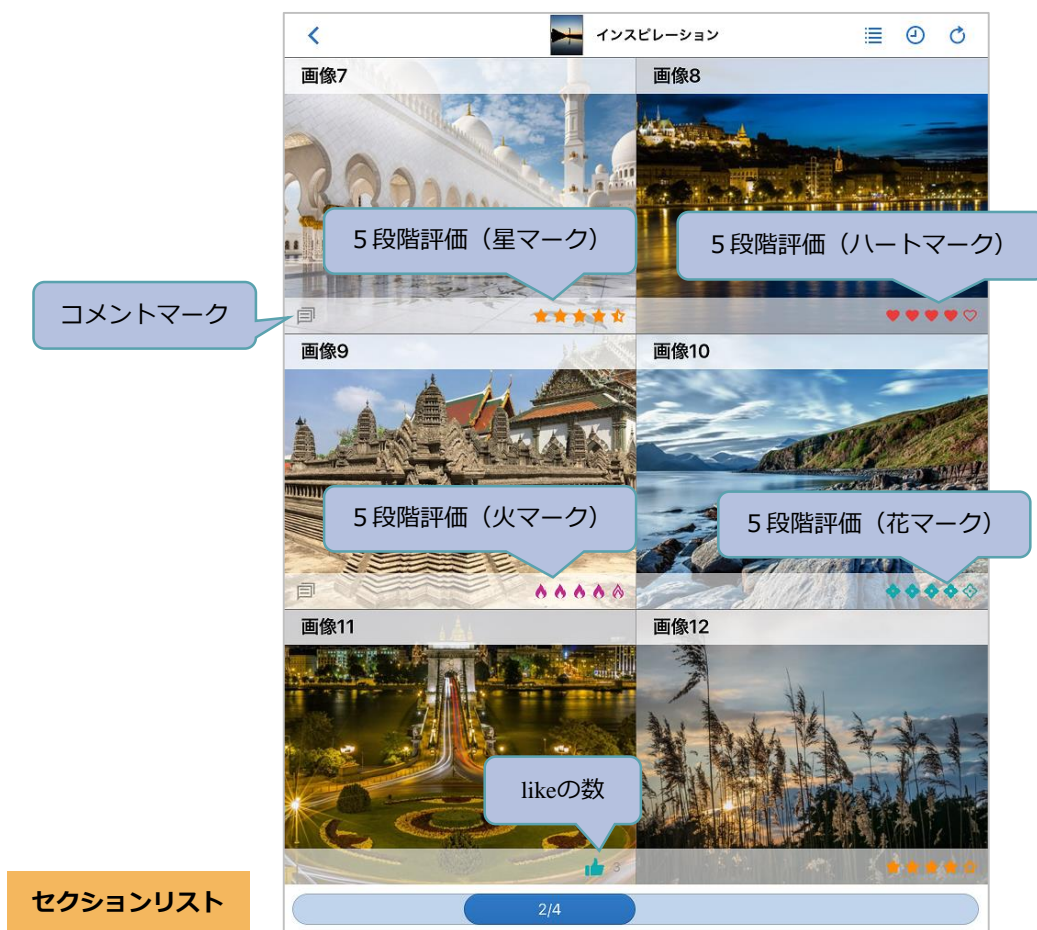 インスピレーション
画像7
画像8
５段階評価（星マーク）
５段階評価（ハートマーク）
コメントマーク
画像9
画像10
５段階評価（火マーク）
５段階評価（花マーク）
画像11
画像12
likeの数
3
セクションリスト
2/4